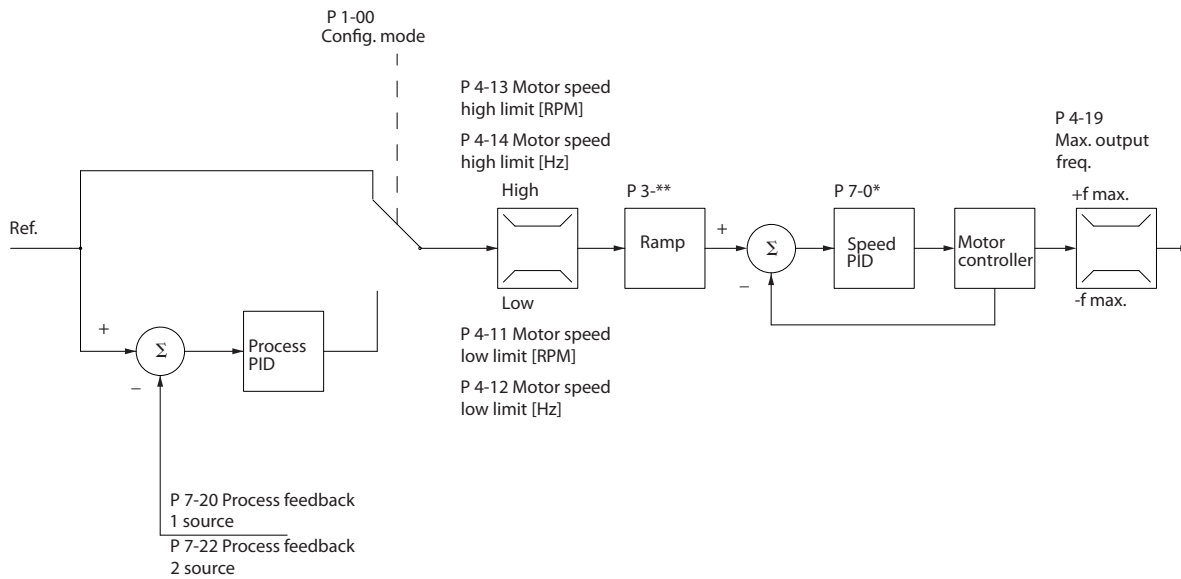 P 1-00
Config. mode
P 4-13 Motor speed
high limit [RPM]
P 4-14 Motor speed
high limit [Hz]
P 4-19
Max. output
freq.
High
P 3-**
P 7-0*
+f max.
Ref.
Ramp
+
Σ
–
Speed
PID
Motor
controller
Low
-f max.
+
Σ
–
Process
PID
P 4-11 Motor speed
low limit [RPM]
P 4-12 Motor speed
low limit [Hz]
P 7-20 Process feedback
1 source
P 7-22 Process feedback
2 source